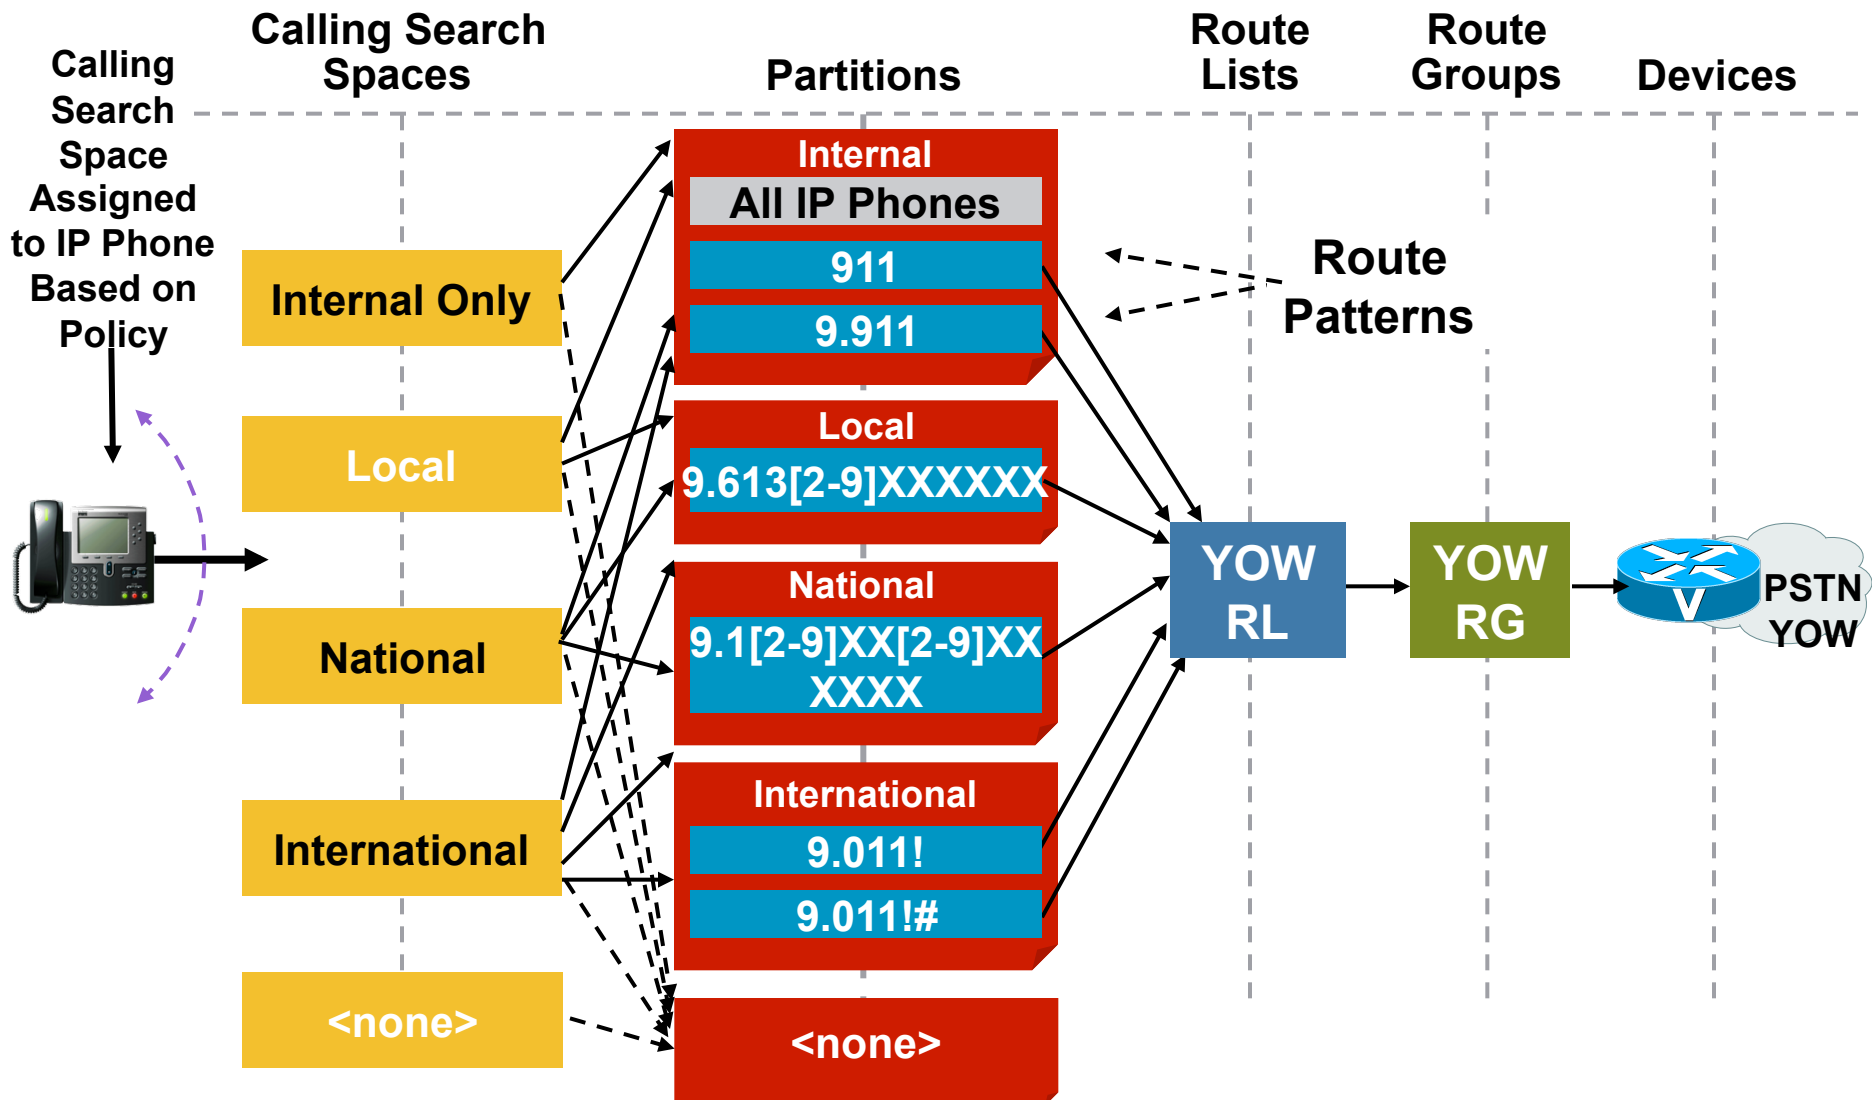 Calling Search
Spaces
Partitions
Route
Lists
Route
Groups
Devices
Calling
Search
Space
Assigned
to IP Phone
Based on
Policy
Internal Only
Local
National
International
<none>
Internal
All IP Phones
911
9.911
Local
9.613[2-9]XXXXXX
National
9.1[2-9]XX[2-9]XX
XXXX
International
9.011!
9.011!#
<none>
Route
Patterns
YOW
RL
YOW
RG
V
PSTN
YOW